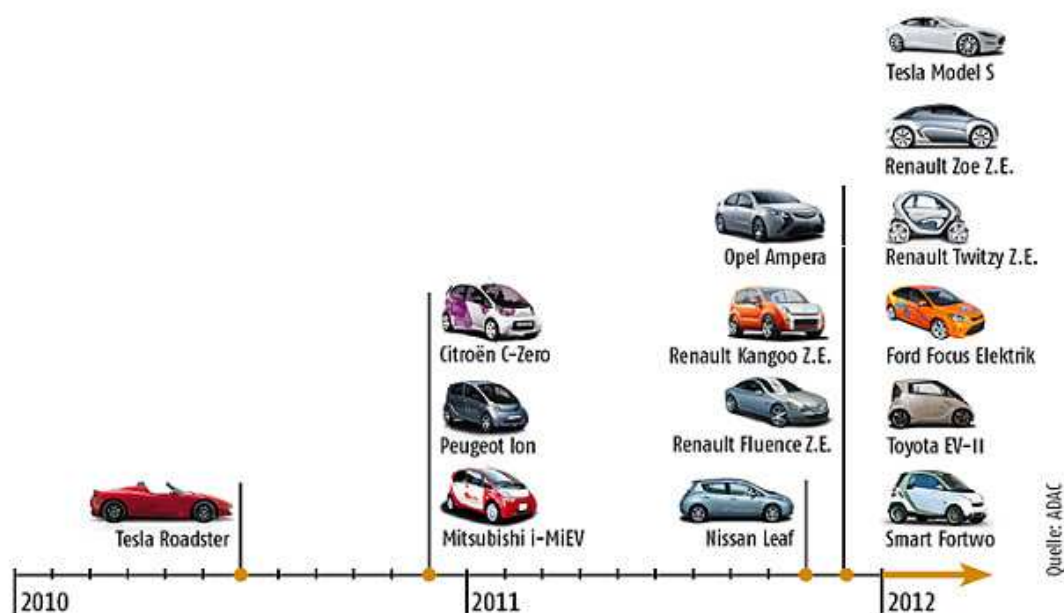 Tesla Model S
Renault Zoe Z.E.
Opel Ampera
Renault Twitzy Z.E.
Citroën C-Zero
Renault Kangoo Z.E.
Ford Focus Elektrik
Peugeot Ion
Renault Fluence Z.E.
Toyota EV-II
Tesla Roadster
Mitsubishi i-MiEV
Nissan Leaf
Smart Fortwo
Quelle: ADAC
2010
2011
2012